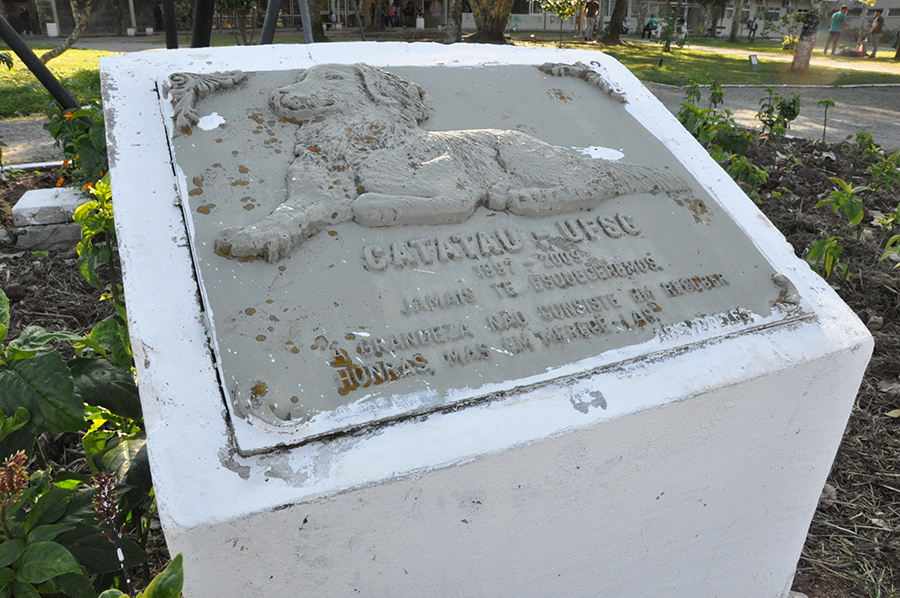 CATATAU - UFSC
1997 - 2009
JAMAIS TE ESQUECEREMOS.
"A GRANDEZA NÃO CONSISTE EM RECEBER
HONRAS, MAS EM MERECÊ-LAS"